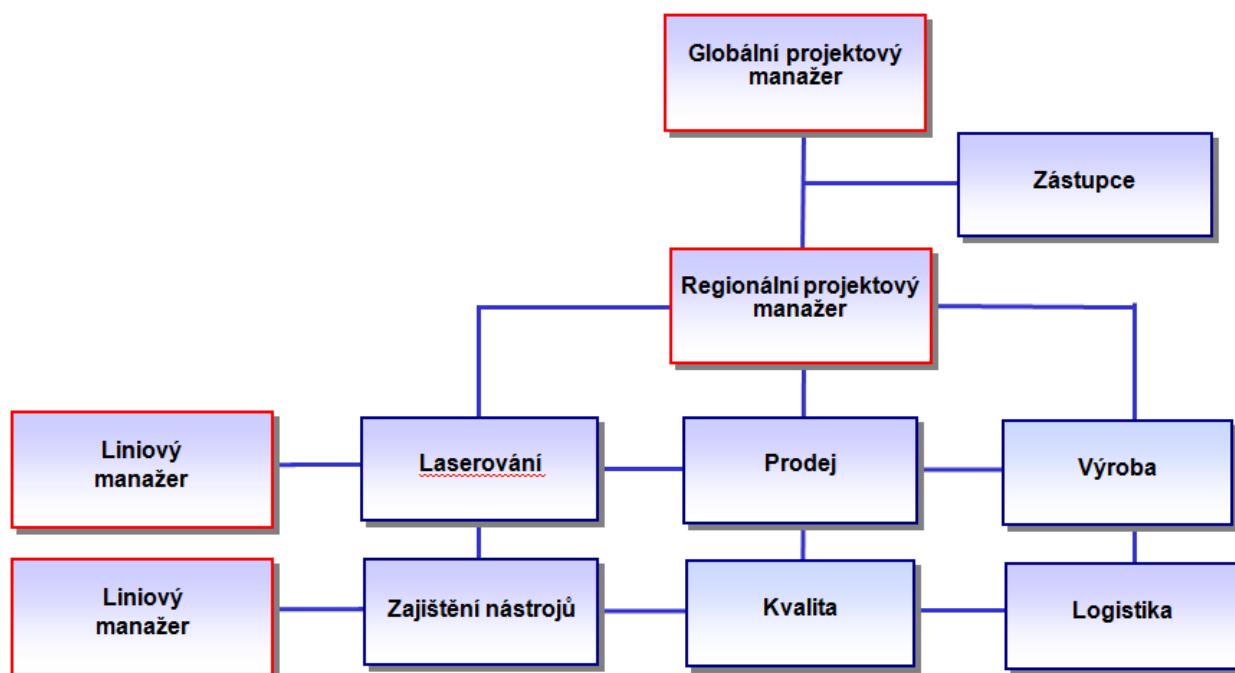 Globální projektový
manažer
Zástupce
Regionální projektový
manažer
Liniový
manažer
Laserování
Prodej
Výroba
Liniový
manažer
Zajištění nástrojů
Kvalita
Logistika